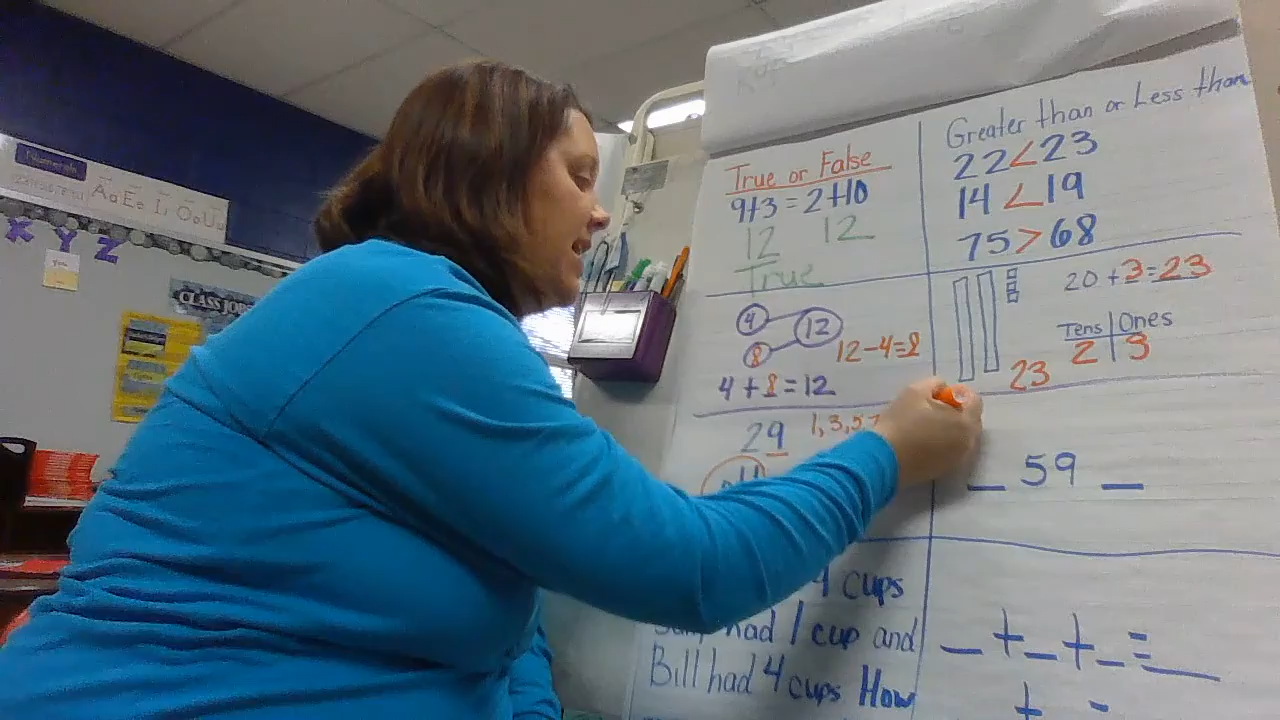 Numerals
Aa Ee Ii Oo Uu
X Y Z
CLASS JOBS
True or False
9+3=2+10
12 12
True
Greater than or Less than
22<23
14<19
75>68
4
12
8
12-4=8
4+8=12
20+3=23
Tens Ones
2 3
23
29
1,3,5,7
_ 59 _
4 cups
had 1 cup and
Bill had 4 cups How
_+_+_=_
+ =